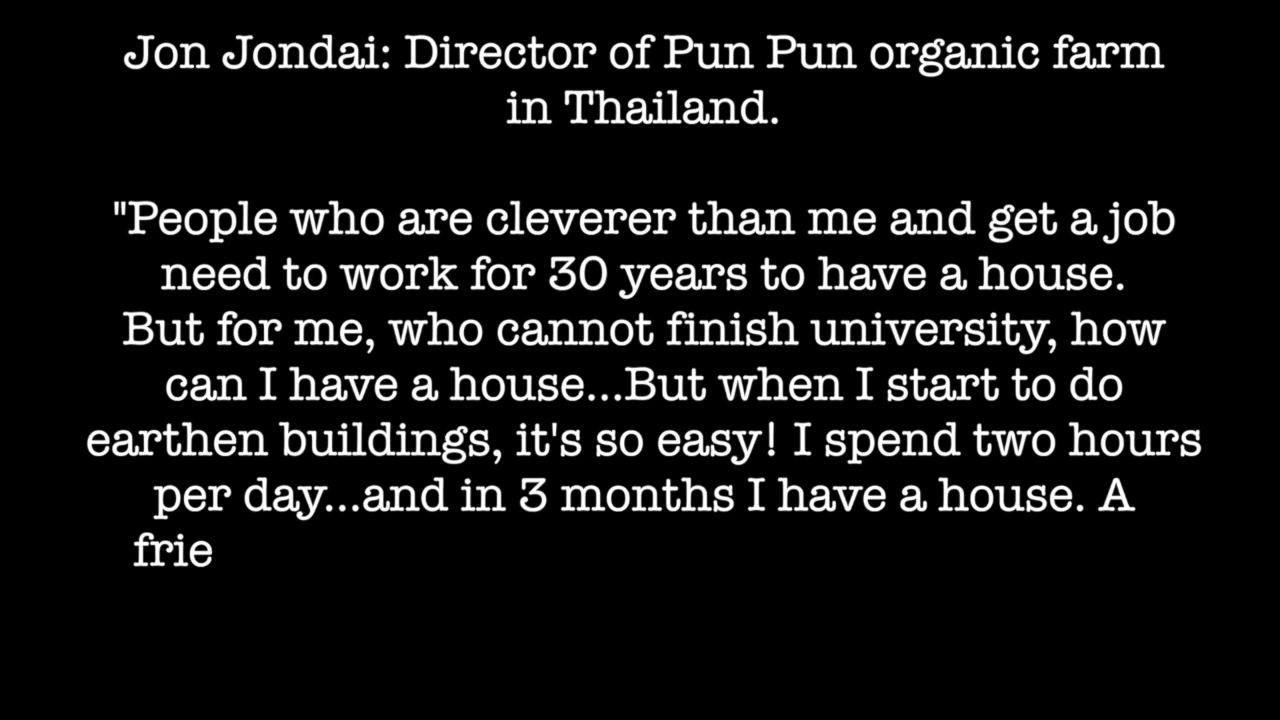 Jon Jondai: Director of Pun Pun organic farm
in Thailand.
"People who are cleverer than me and get a job
need to work for 30 years to have a house.
But for me, who cannot finish university, how
can I have a house...But when I start to do
earthen buildings, it's so easy! I spend two hours
per day...and in 3 months I have a house. A
frie